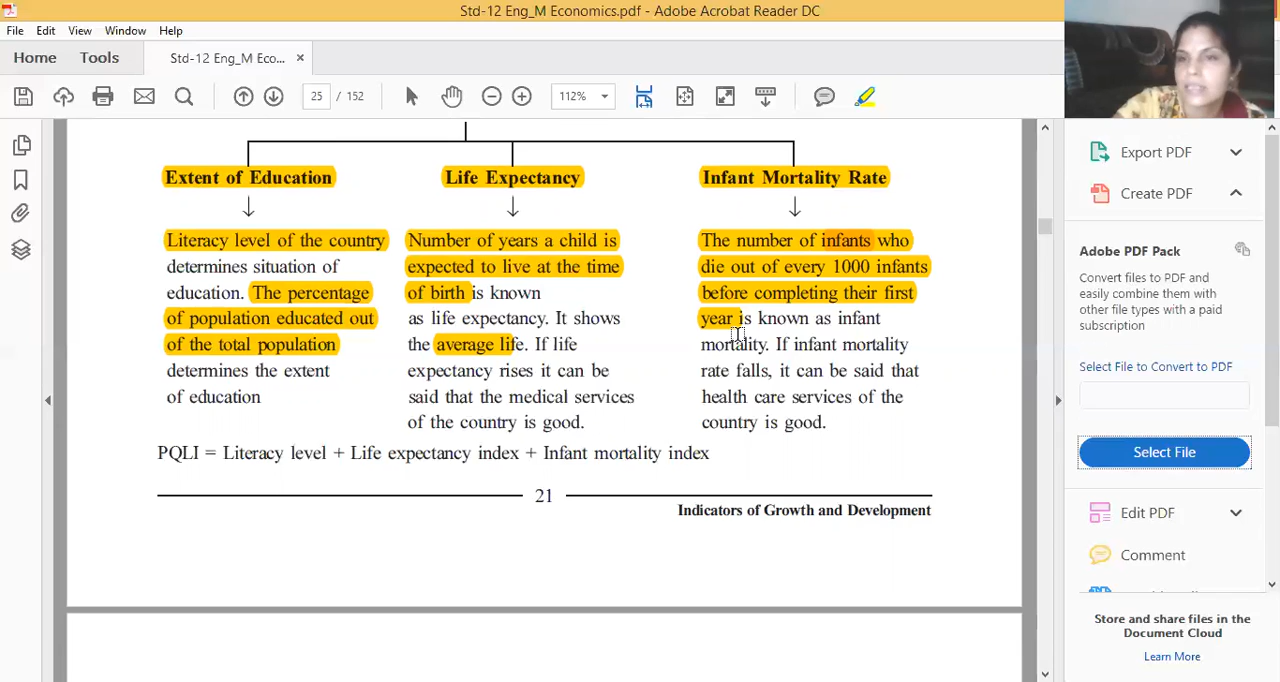 Std-12 Eng_M Economics.pdf - Adobe Acrobat Reader DC
File Edit View Window Help
Home Tools Std-12 Eng_M Eco... ×
25 / 152 112%
Extent of Education Life Expectancy Infant Mortality Rate
Literacy level of the country
determines situation of
education. The percentage
of population educated out
of the total population
determines the extent
of education
Number of years a child is
expected to live at the time
of birth is known
as life expectancy. It shows
the average life. If life
expectancy rises it can be
said that the medical services
of the country is good.
The number of infants who
die out of every 1000 infants
before completing their first
year is known as infant
mortality. If infant mortality
rate falls, it can be said that
health care services of the
country is good.
PQLI = Literacy level + Life expectancy index + Infant mortality index
21
Indicators of Growth and Development
Export PDF
Create PDF
Adobe PDF Pack
Convert files to PDF and
easily combine them with
other file types with a paid
subscription
Select File to Convert to PDF
Select File
Edit PDF
Comment
Store and share files in the
Document Cloud
Learn More